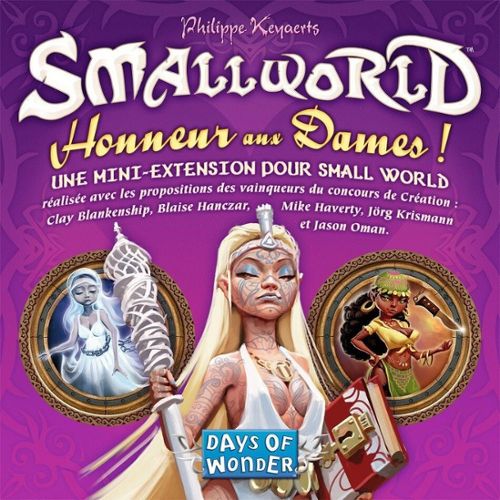 Philippe Keyaerts
SMALLWORLD™
Honneur aux Dames !
UNE MINI-EXTENSION POUR SMALL WORLD
réalisée avec les propositions des vainqueurs du concours de Création :
Clay Blankenship, Blaise Hanczar, Mike Haverty, Jörg Krismann
et Jason Oman.
DAYS OF
WONDER